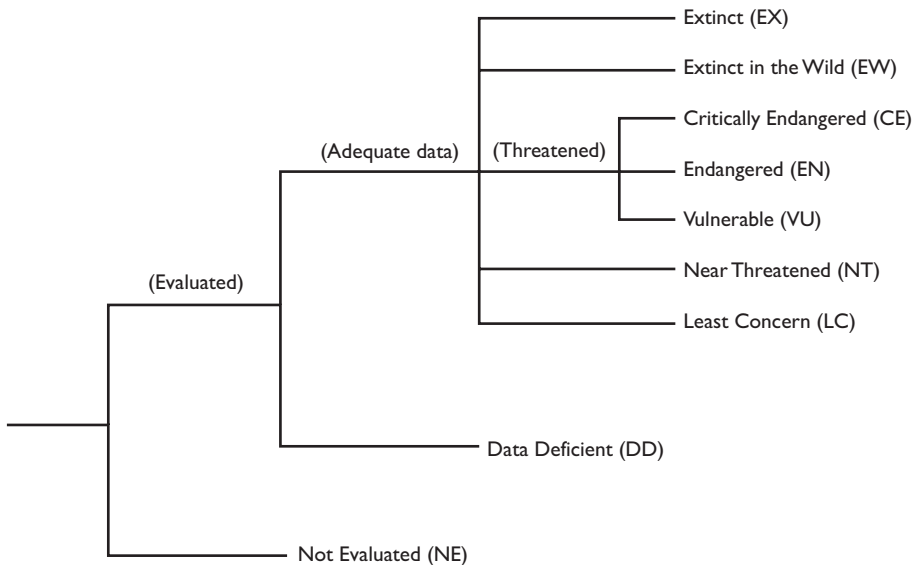 Extinct (EX)
Extinct in the Wild (EW)
Critically Endangered (CE)
(Adequate data)
(Threatened)
Endangered (EN)
Vulnerable (VU)
Near Threatened (NT)
(Evaluated)
Least Concern (LC)
Data Deficient (DD)
Not Evaluated (NE)